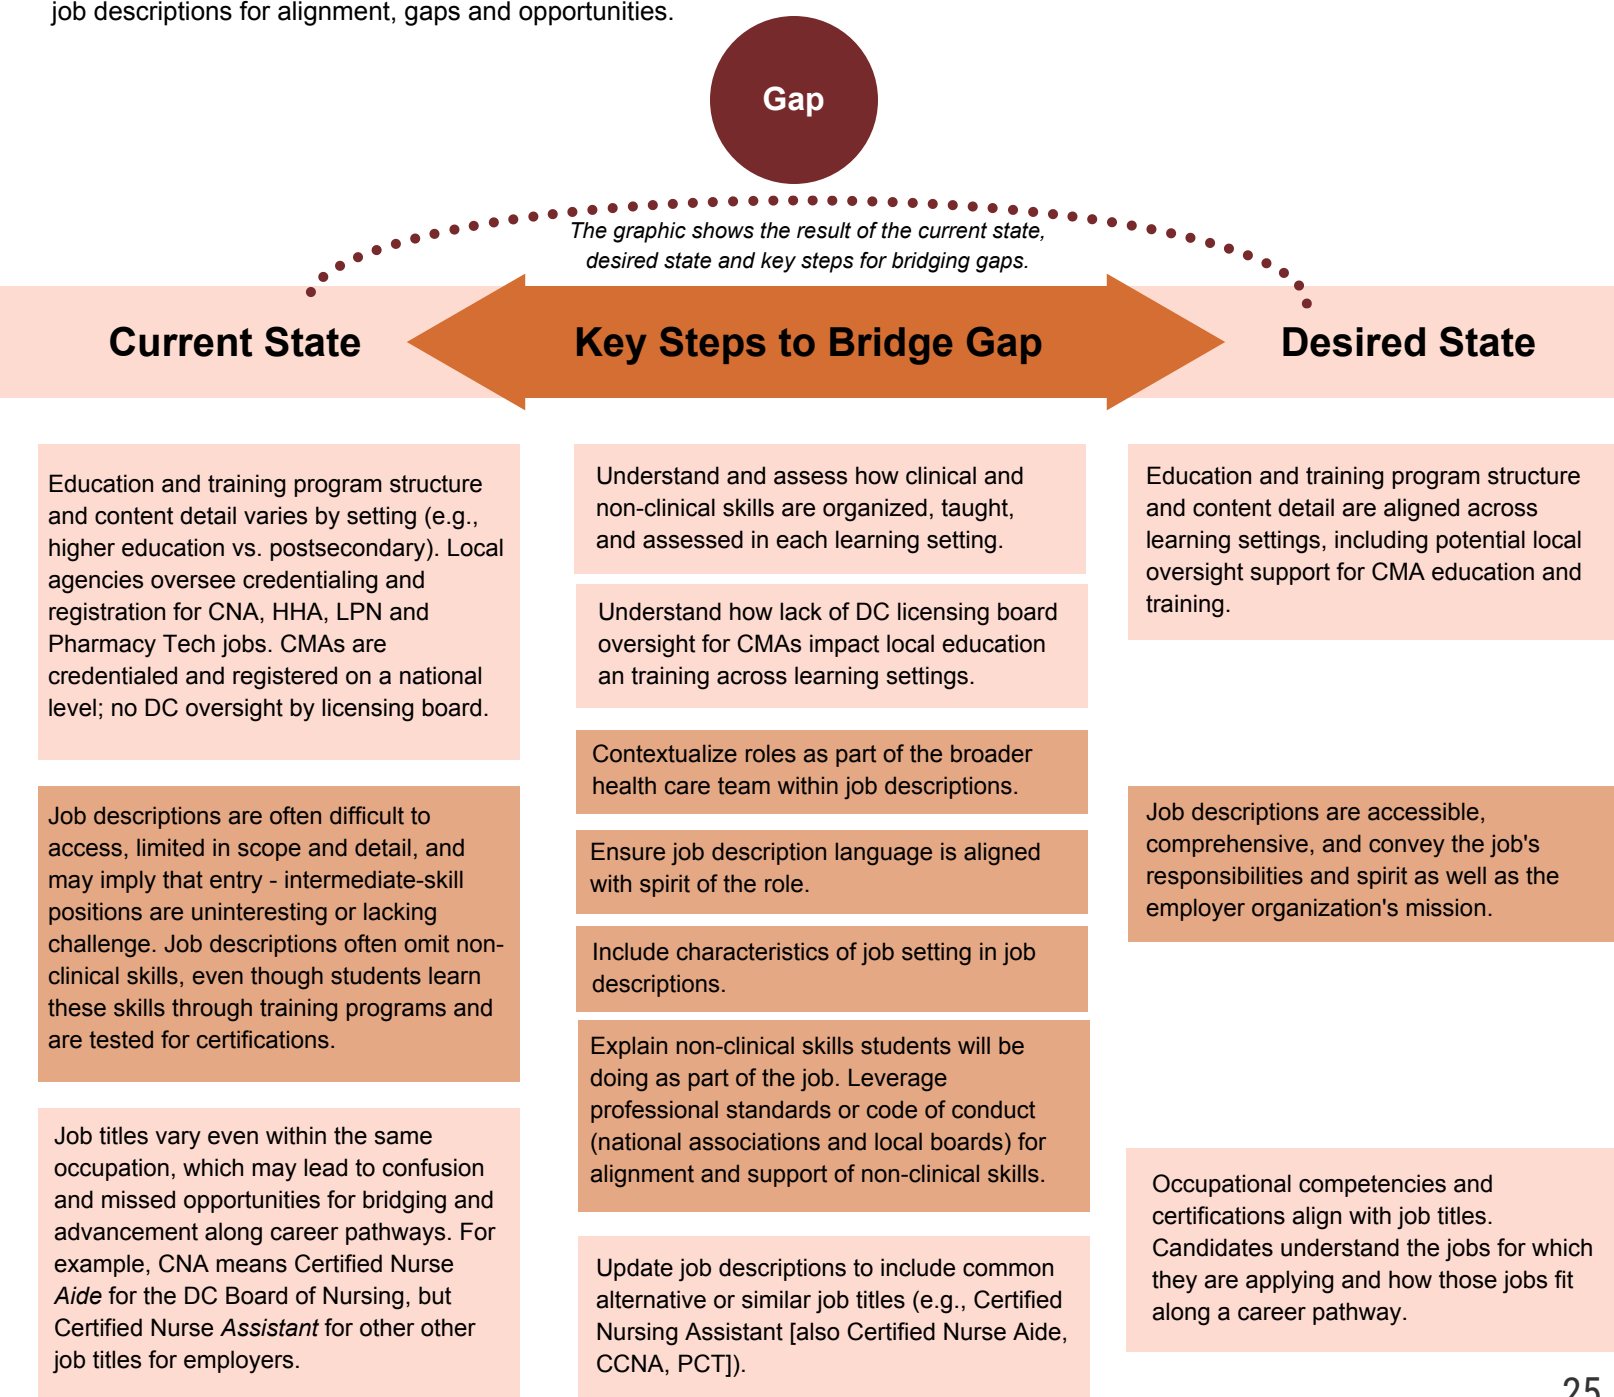 job descriptions for alignment, gaps and opportunities.
Gap
The graphic shows the result of the current state,
desired state and key steps for bridging gaps.
Current State
Key Steps to Bridge Gap
Desired State
Education and training program structure
and content detail varies by setting (e.g.,
higher education vs. postsecondary). Local
agencies oversee credentialing and
registration for CNA, HHA, LPN and
Pharmacy Tech jobs. CMAs are
credentialed and registered on a national
level; no DC oversight by licensing board.
Job descriptions are often difficult to
access, limited in scope and detail, and
may imply that entry - intermediate-skill
positions are uninteresting or lacking
challenge. Job descriptions often omit non-
clinical skills, even though students learn
these skills through training programs and
are tested for certifications.
Job titles vary even within the same
occupation, which may lead to confusion
and missed opportunities for bridging and
advancement along career pathways. For
example, CNA means Certified Nurse
Aide for the DC Board of Nursing, but
Certified Nurse Assistant for other other
job titles for employers.
Understand and assess how clinical and
non-clinical skills are organized, taught,
and assessed in each learning setting.
Understand how lack of DC licensing board
oversight for CMAs impact local education
an training across learning settings.
Contextualize roles as part of the broader
health care team within job descriptions.
Ensure job description language is aligned
with spirit of the role.
Include characteristics of job setting in job
descriptions.
Explain non-clinical skills students will be
doing as part of the job. Leverage
professional standards or code of conduct
(national associations and local boards) for
alignment and support of non-clinical skills.
Update job descriptions to include common
alternative or similar job titles (e.g., Certified
Nursing Assistant [also Certified Nurse Aide,
CCNA, PCT]).
Education and training program structure
and content detail are aligned across
learning settings, including potential local
oversight support for CMA education and
training.
Job descriptions are accessible,
comprehensive, and convey the job's
responsibilities and spirit as well as the
employer organization's mission.
Occupational competencies and
certifications align with job titles.
Candidates understand the jobs for which
they are applying and how those jobs fit
along a career pathway.
25